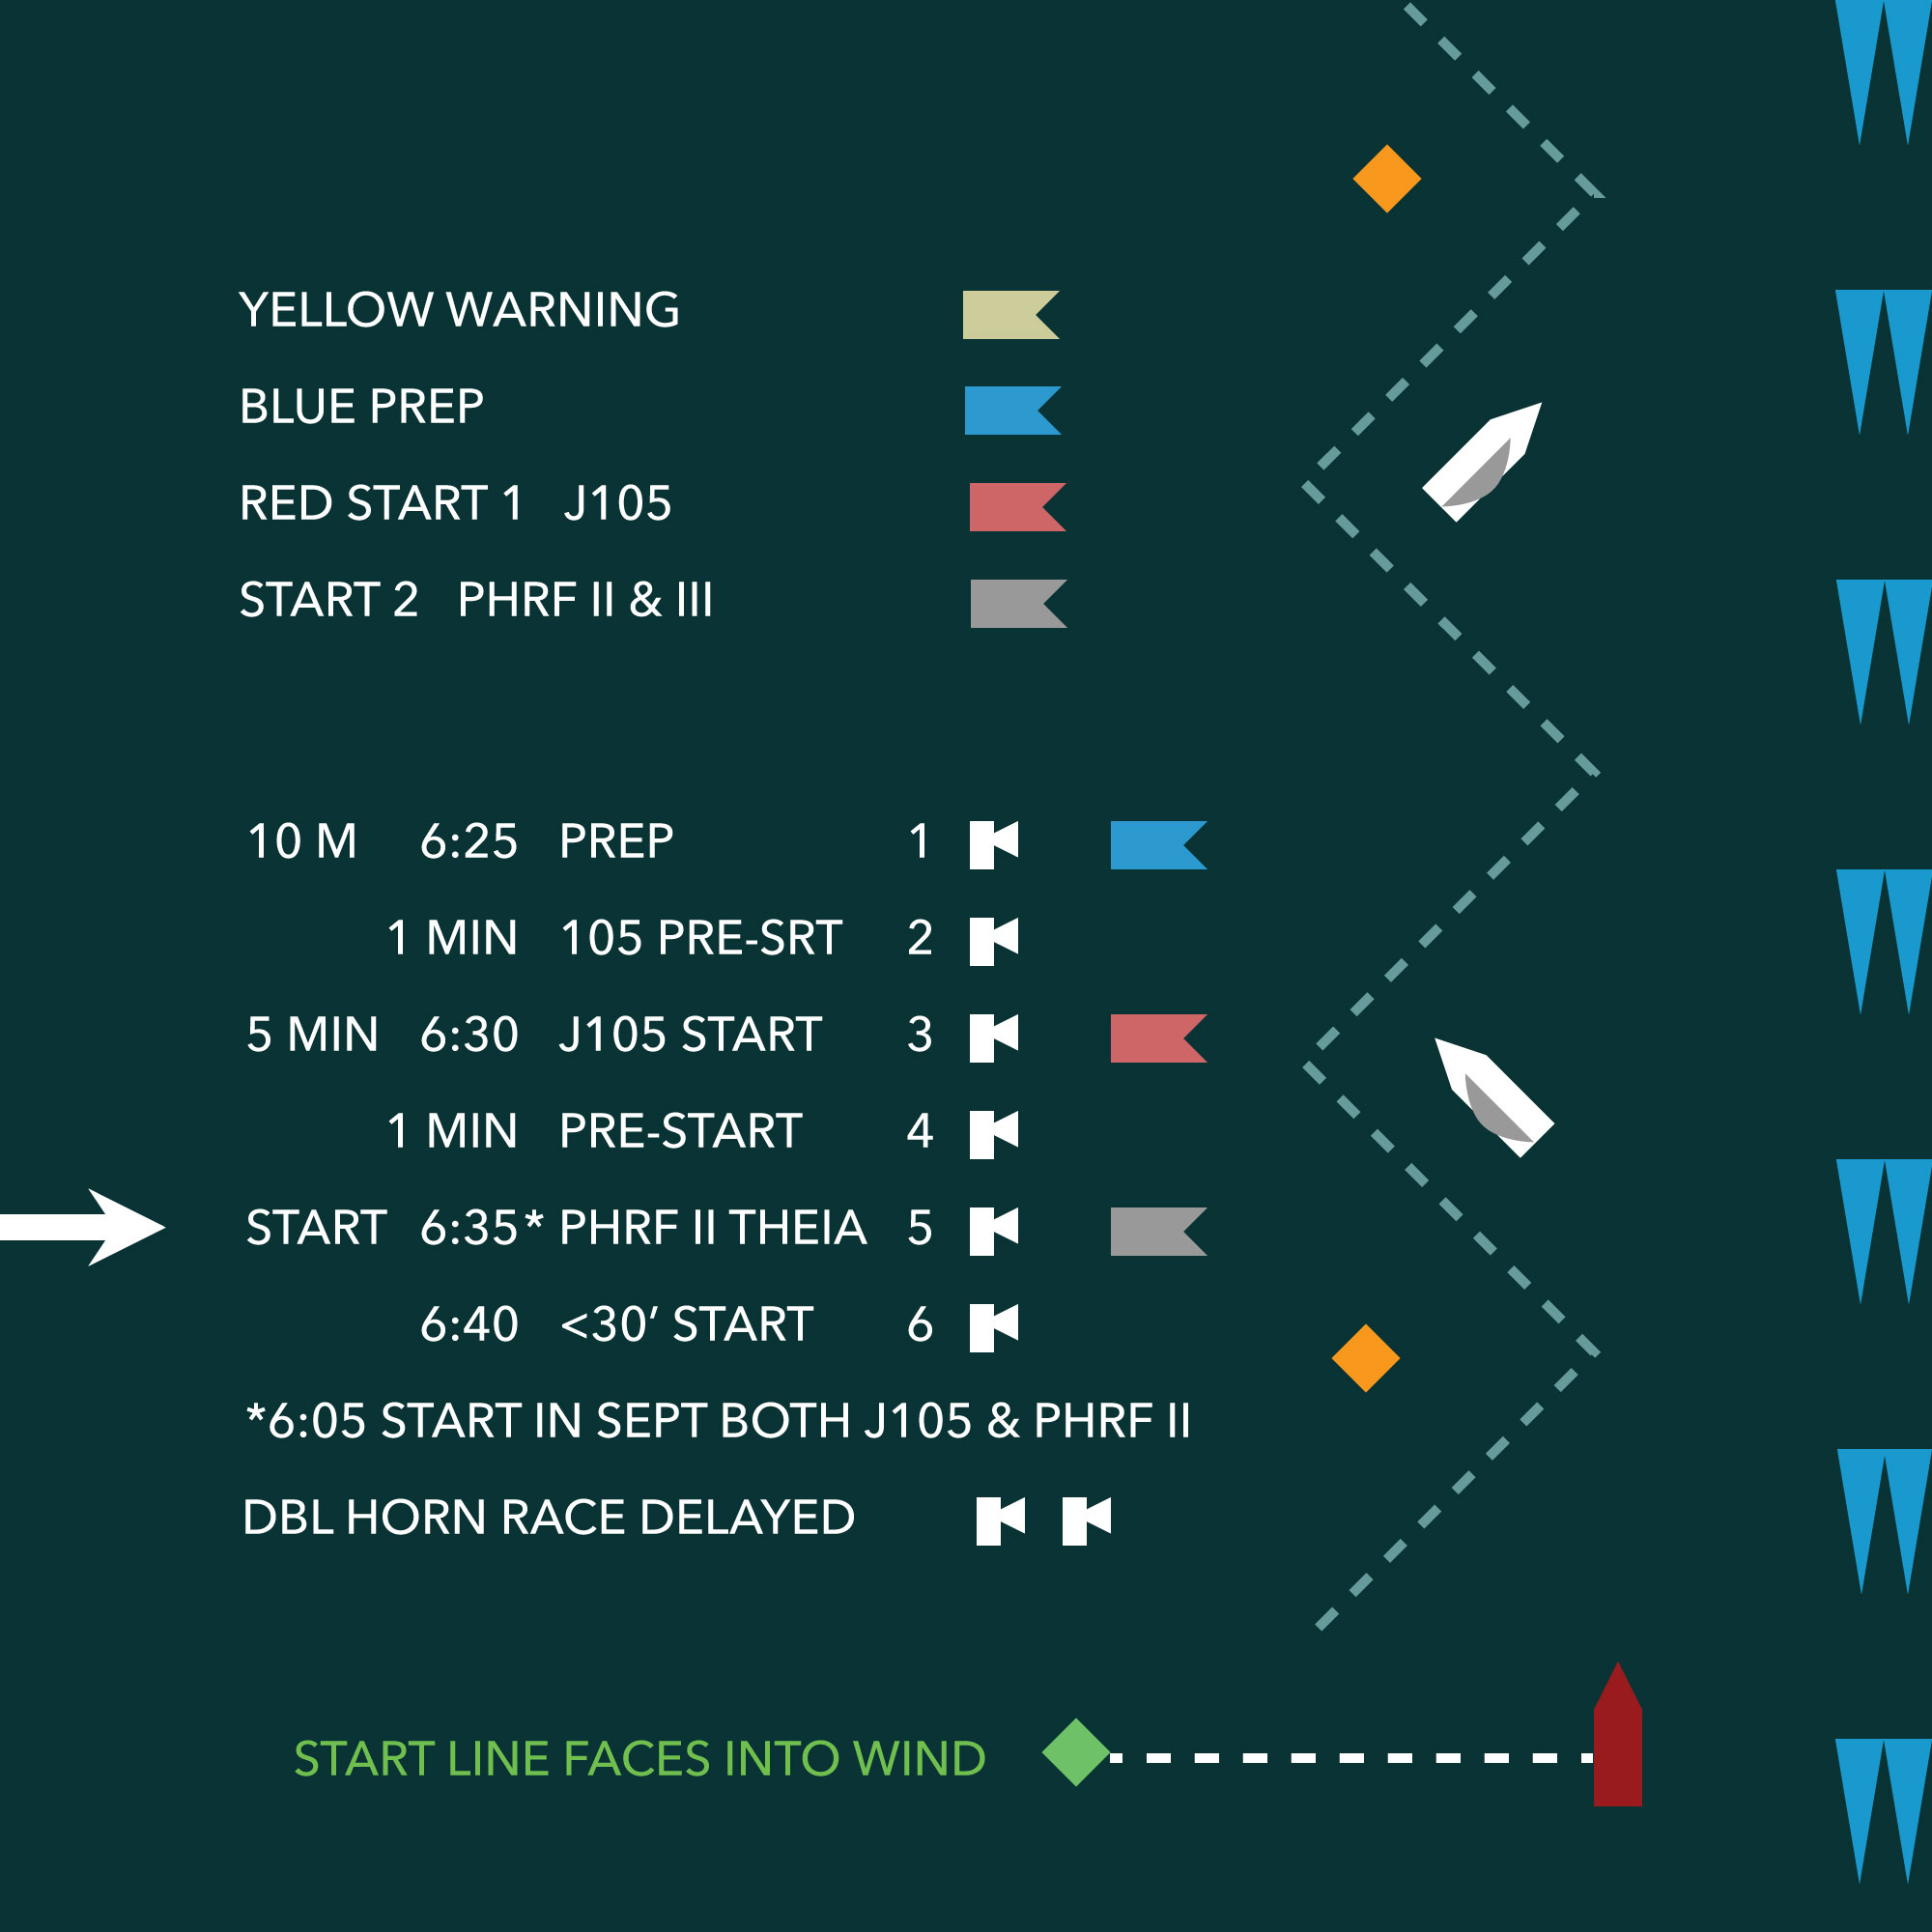 YELLOW WARNING
BLUE PREP
RED START 1 J105
START 2 PHRF II & III
10 M 6:25 PREP 1
1 MIN 105 PRE-SRT 2
5 MIN 6:30 J105 START 3
1 MIN PRE-START 4
START 6:35* PHRF II THEIA 5
6:40 <30’ START 6
*6:05 START IN SEPT BOTH J105 & PHRF II
DBL HORN RACE DELAYED
START LINE FACES INTO WIND